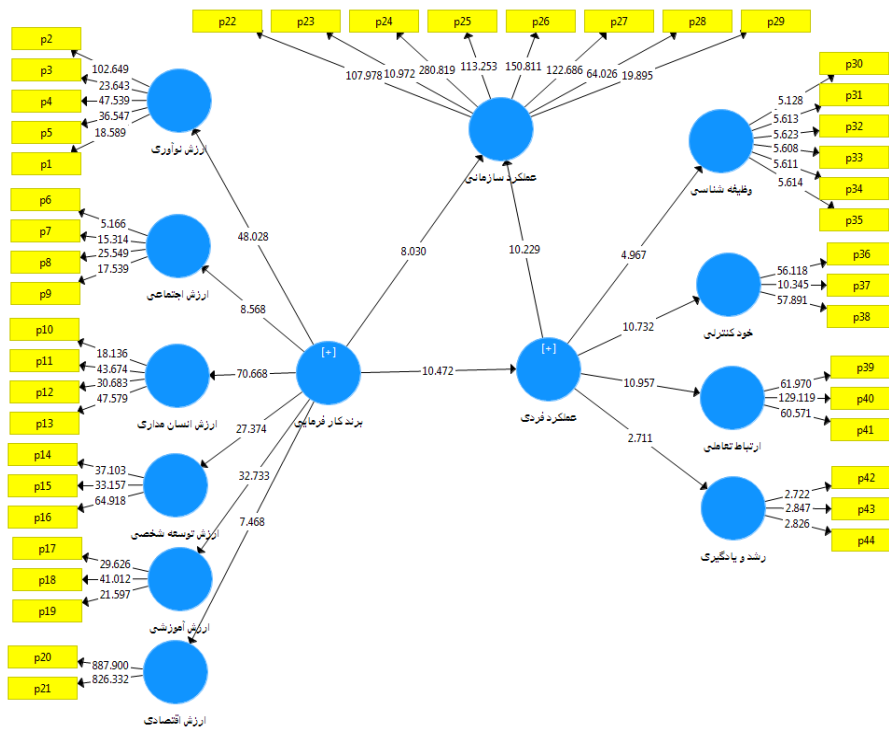 p22
p23
p24
p25
p26
p27
p28
p29
107.978
10.972
280.819
113.253
150.811
122.686
64.026
19.895
عملکرد سازمانی
p2
p3
p4
p5
p1
102.649
23.643
47.539
36.547
18.589
ارزش نوآوری
p6
p7
p8
p9
5.166
15.314
25.549
17.539
ارزش اجتماعی
p10
p11
p12
p13
18.136
43.674
30.683
47.579
ارزش انسان مداری
p14
p15
p16
37.103
33.157
64.918
ارزش توسعه شخصی
p17
p18
p19
29.626
41.012
21.597
ارزش آموزشی
p20
p21
887.900
826.332
ارزش اقتصادی
48.028
8.568
70.668
27.374
32.733
7.468
[+]
برند کار فرمایی
8.030
10.472
10.229
[+]
عملکرد فردی
4.967
10.732
10.957
2.711
p30
p31
p32
p33
p34
p35
5.128
5.613
5.623
5.608
5.611
5.614
وظیفه شناسی
p36
p37
p38
56.118
10.345
57.891
خود کنترلی
p39
p40
p41
61.970
129.119
60.571
ارتباط تعاملی
p42
p43
p44
2.722
2.847
2.826
رشد و یادگیری